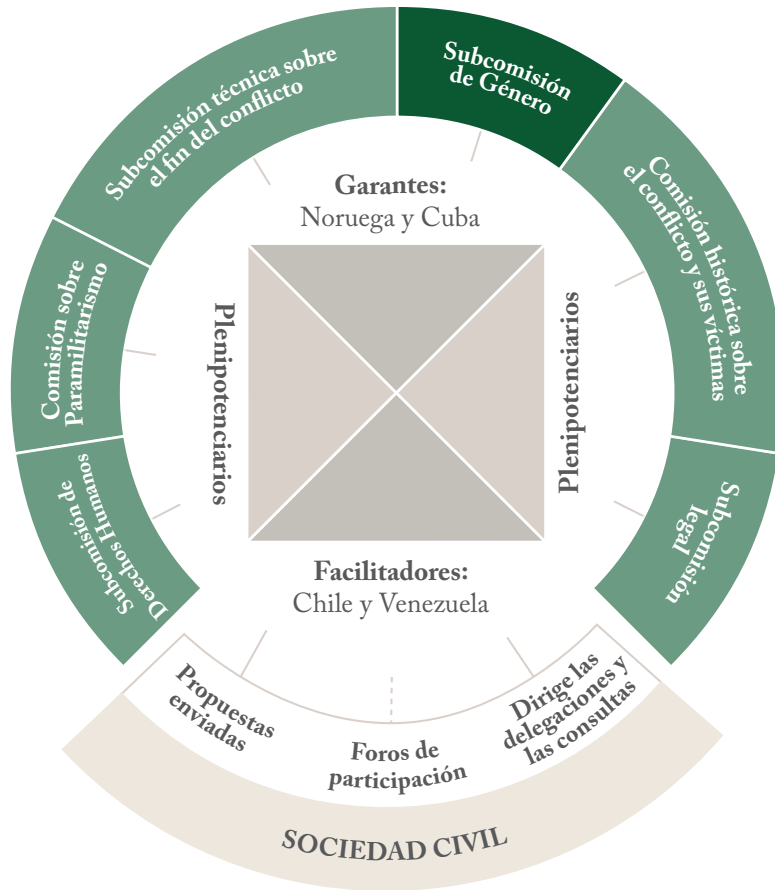 Subcomisión técnica sobre
el fin del conflicto
Subcomisión
de Género
Comisión histórica sobre
el conflicto y sus víctimas
Comisión sobre
Paramilitarismo
Subcomisión de
Derechos Humanos
Subcomisión
legal
Garantes:
Noruega y Cuba
Plenipotenciarios
Plenipotenciarios
Facilitadores:
Chile y Venezuela
Propuestas
enviadas
Foros de
participación
Dirige las
delegaciones y
las consultas
SOCIEDAD CIVIL